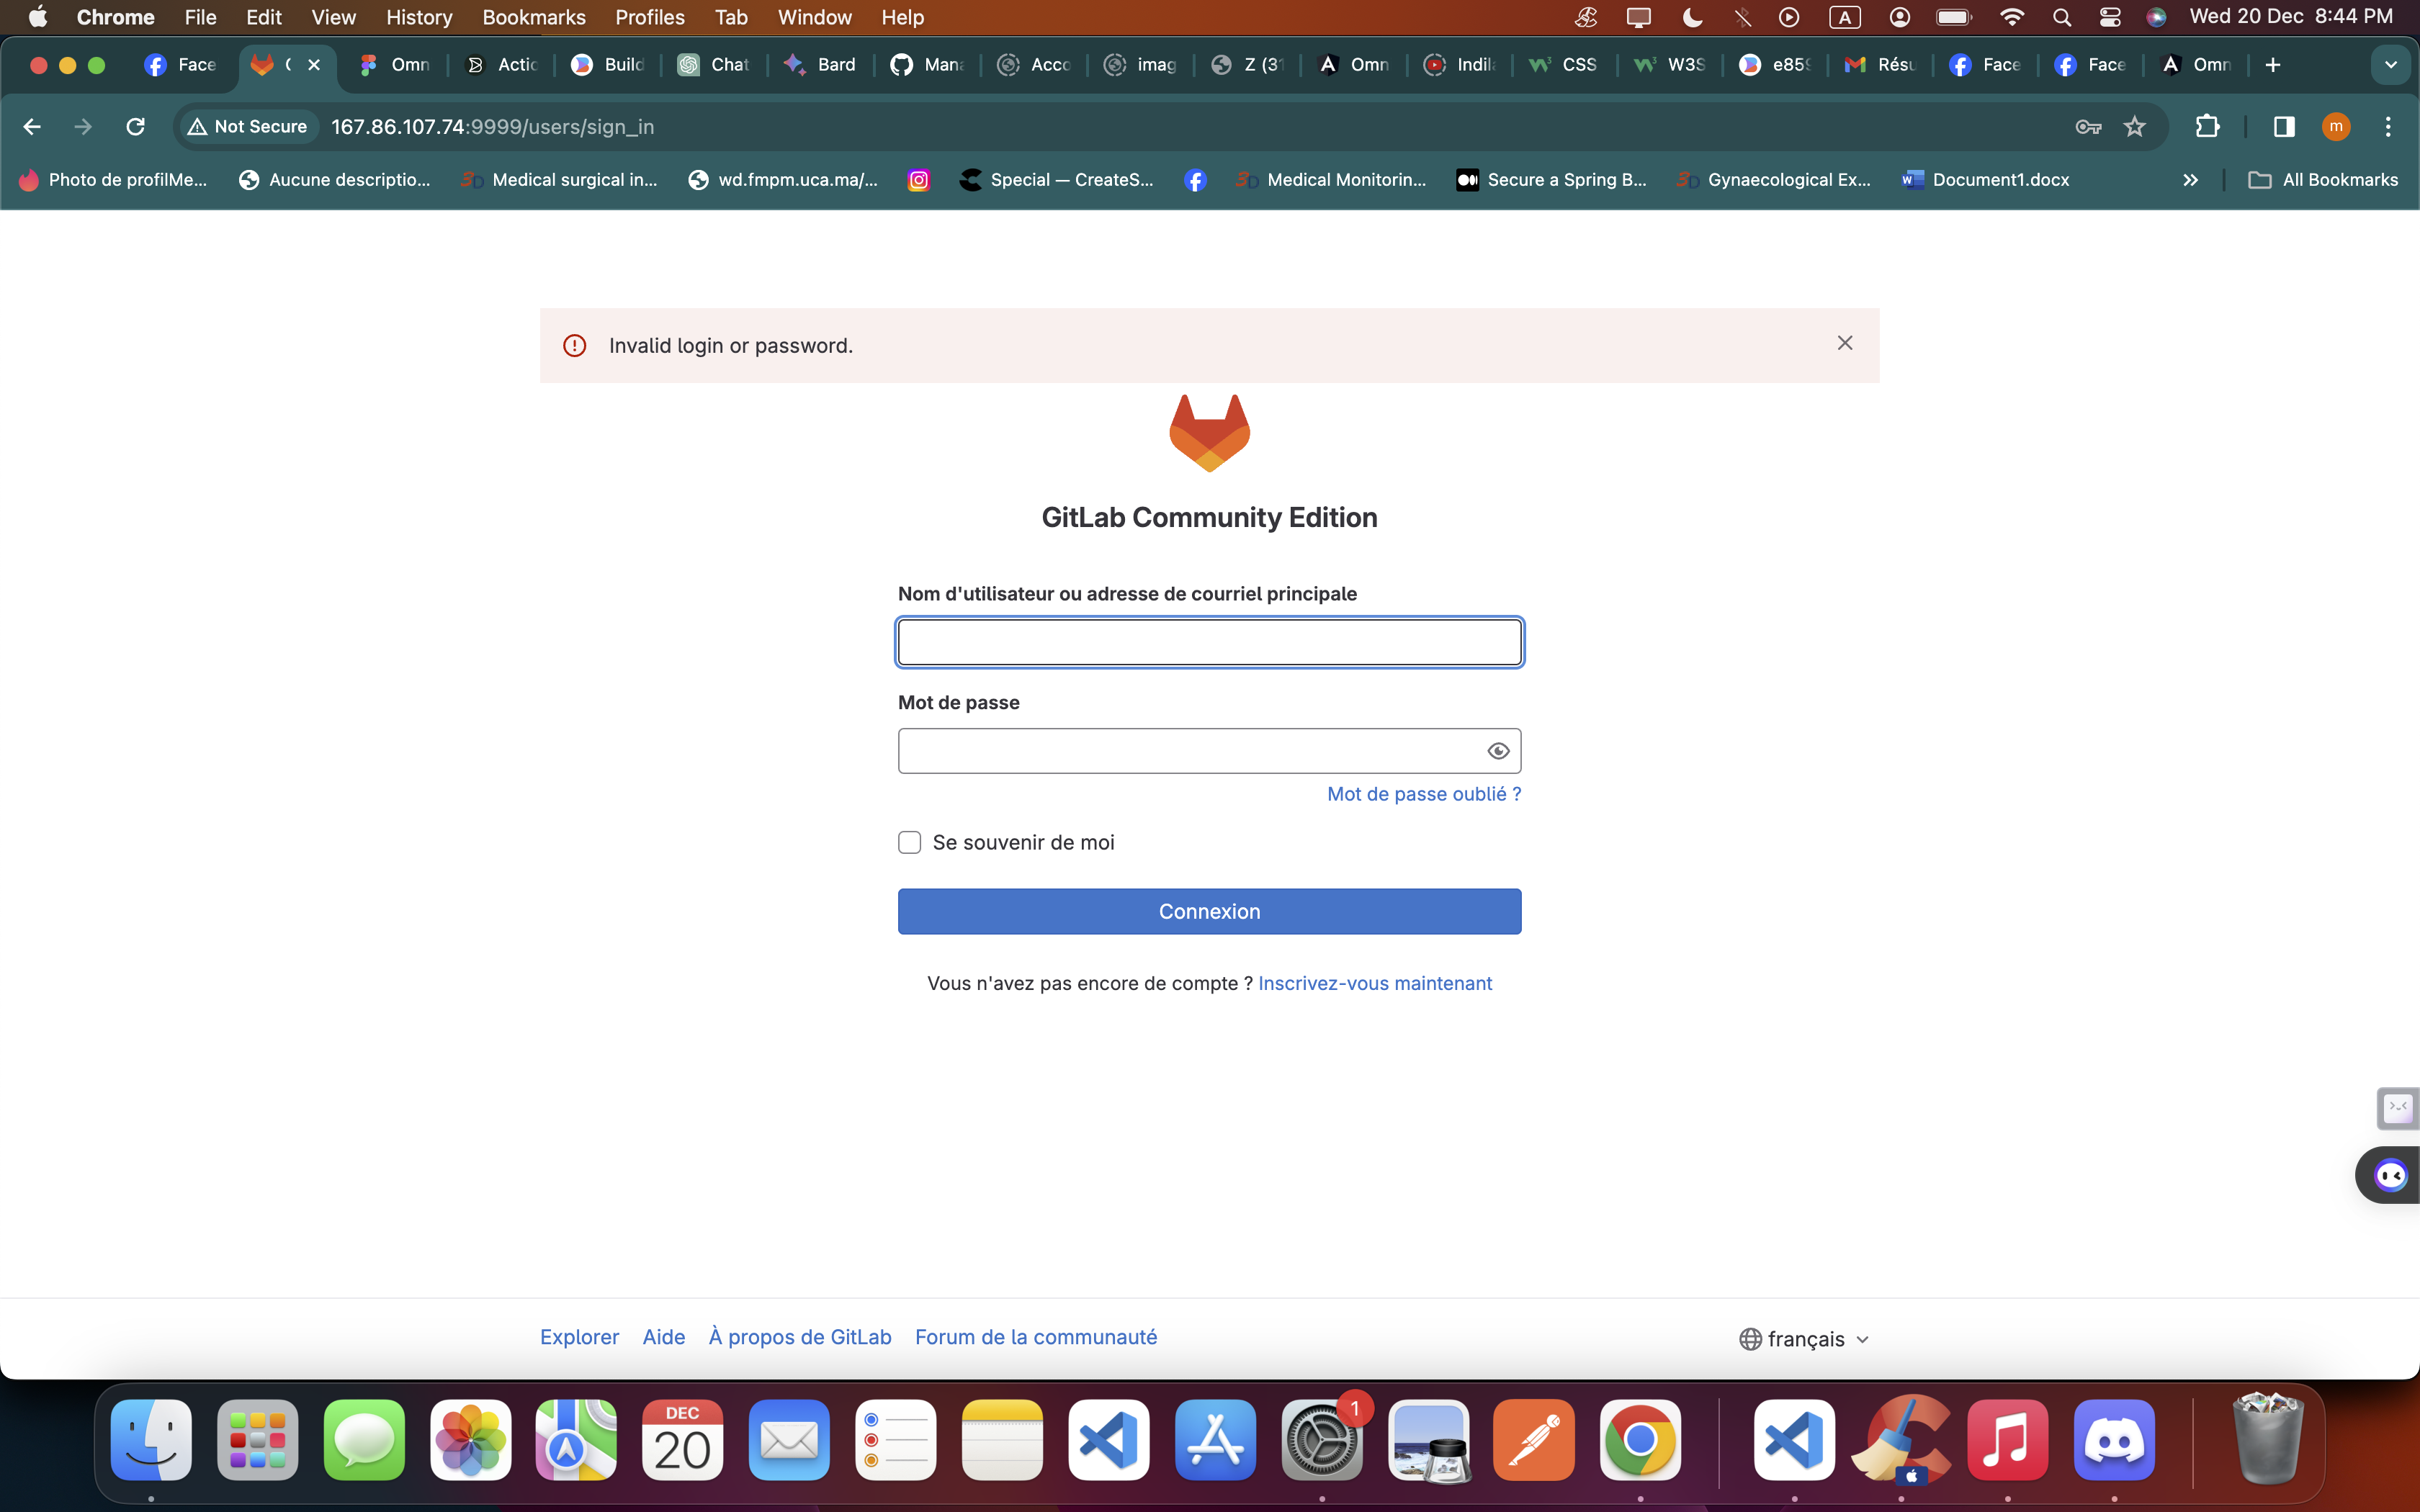 Chrome File Edit View History Bookmarks Profiles Tab Window Help A Wed 20 Dec 8:44 PM
Face ( Omn Actic Build Chat Bard Mana Acco imag Z (31 Omn Indila CSS W3S e859 Résu Face Face Omn
Not Secure 167.86.107.74:9999/users/sign_in m
Photo de profilMe... Aucune descriptio... Medical surgical in... wd.fmpm.uca.ma/... Special — CreateS... Medical Monitorin... Secure a Spring B... Gynaecological Ex... Document1.docx All Bookmarks
Invalid login or password.
GitLab Community Edition
Nom d'utilisateur ou adresse de courriel principale
Mot de passe
Mot de passe oublié ?
Se souvenir de moi
Connexion
Vous n'avez pas encore de compte ? Inscrivez-vous maintenant
Explorer Aide À propos de GitLab Forum de la communauté français
DEC 1
20